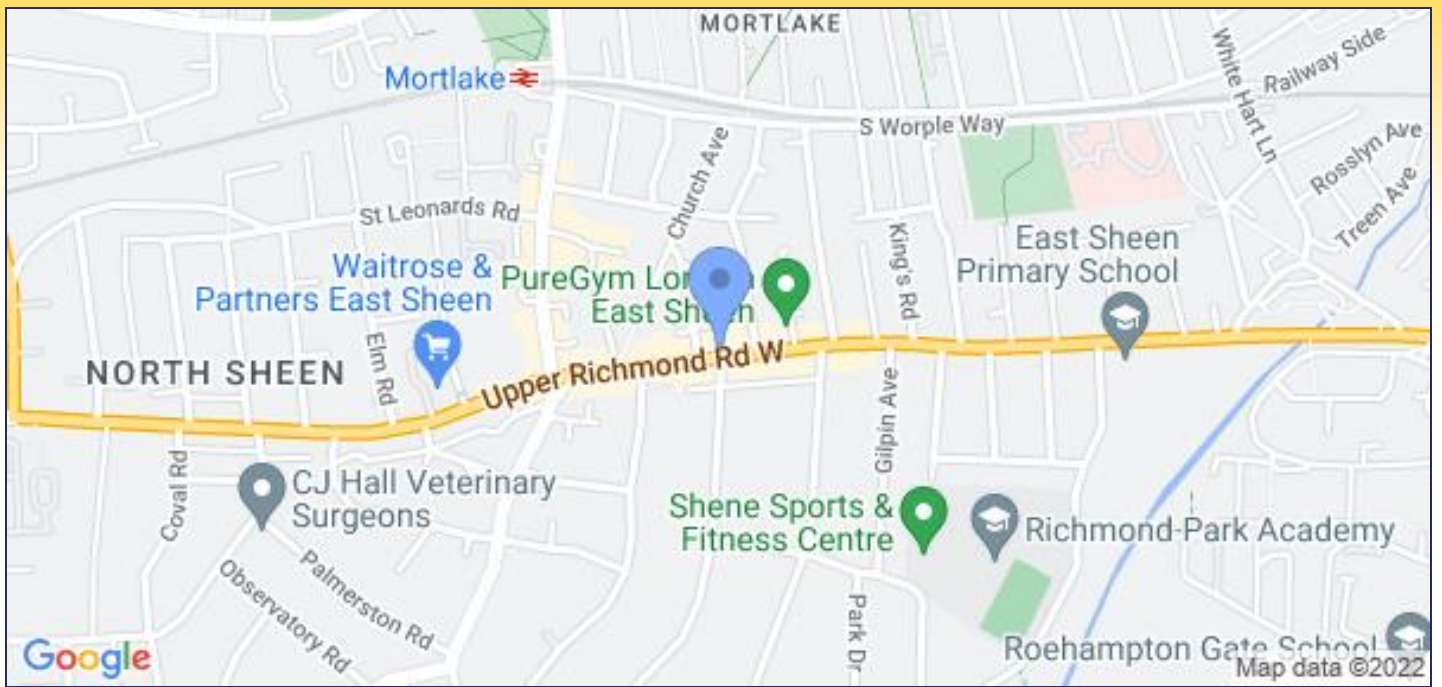 MORTLAKE
Mortlake
White Hart Ln
Railway Side
S Worple Way
Rosslyn Ave
Treen Ave
Church Ave
St Leonards Rd
King's Rd
East Sheen
Primary School
Waitrose &
Partners East Sheen
PureGym
East
NORTH SHEEN
Elm Rd
Upper Richmond Rd W
Gilpin Ave
Coval Rd
CJ Hall Veterinary
Surgeons
Shene Sports &
Fitness Centre
Richmond Park Academy
Observatory Rd
Palmerston Rd
Park Dr
Roehampton Gate School
Google
Map data ©2022